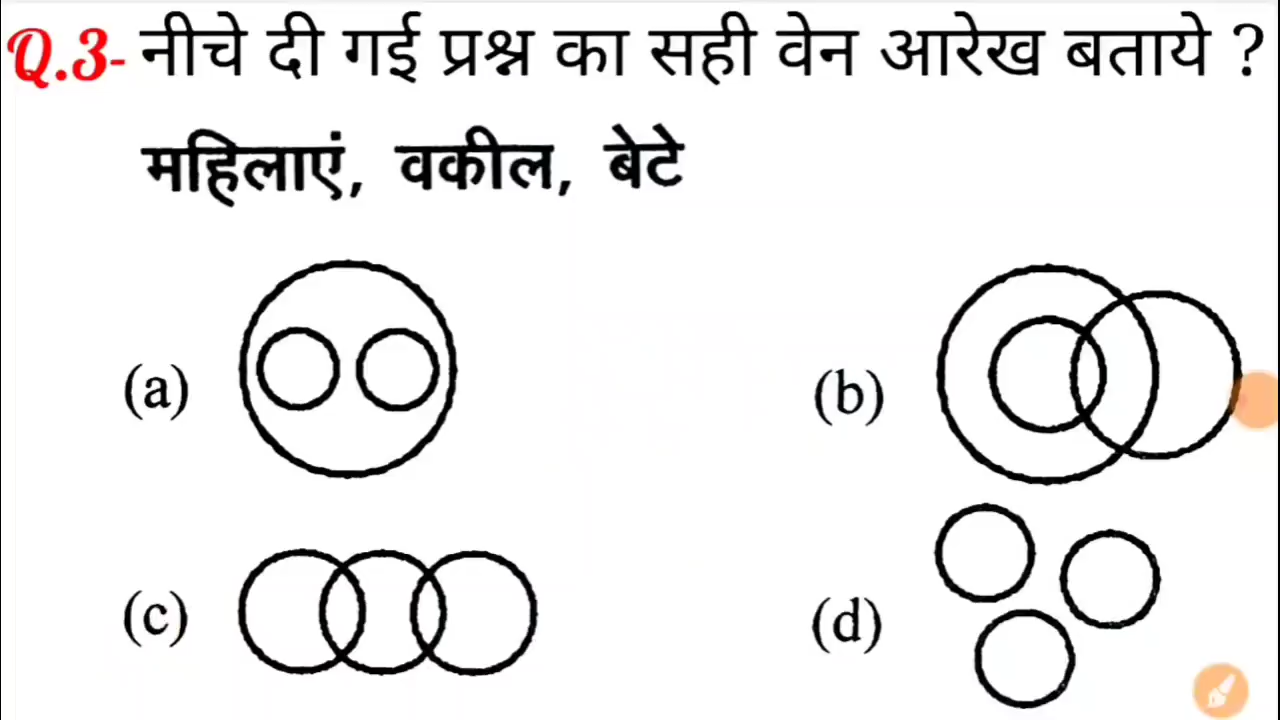 Q.3- नीचे दी गई प्रश्न का सही वेन आरेख बताये ?
महिलाएं, वकील, बेटे
(a)
(b)
(c)
(d)